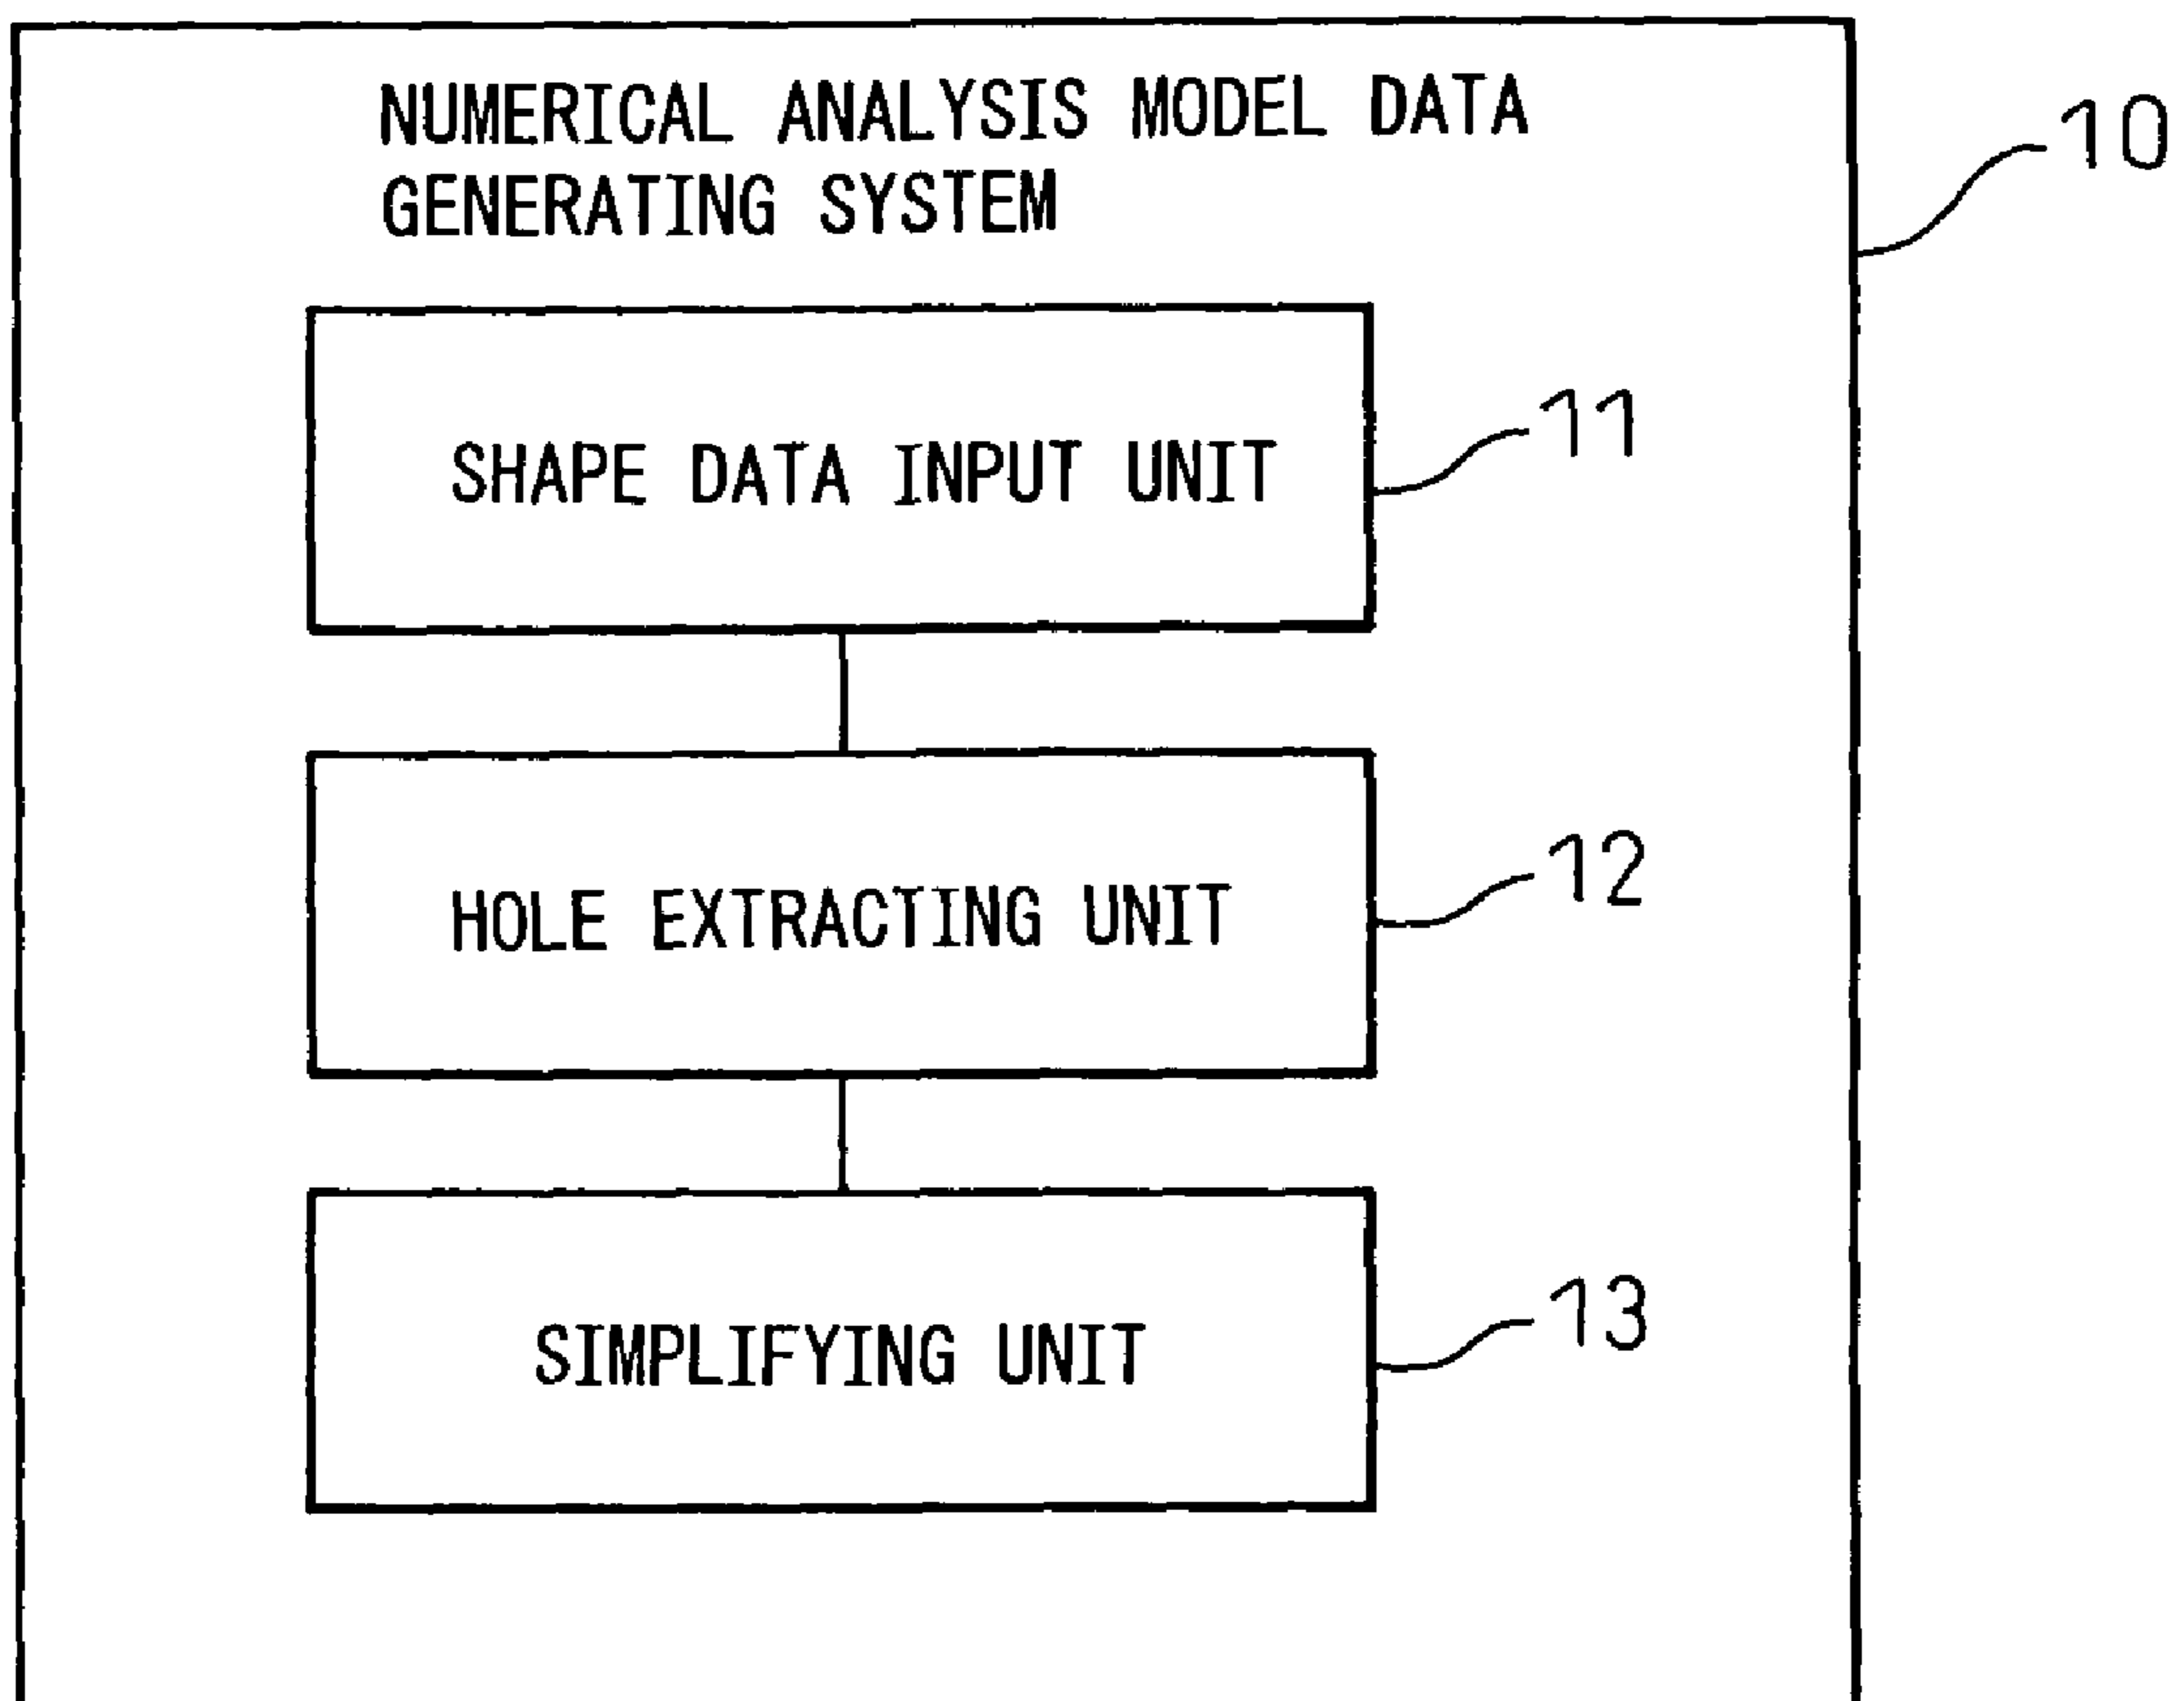 NUMERICAL ANALYSIS MODEL DATA
GENERATING SYSTEM
10
SHAPE DATA INPUT UNIT
11
HOLE EXTRACTING UNIT
12
SIMPLIFYING UNIT
13